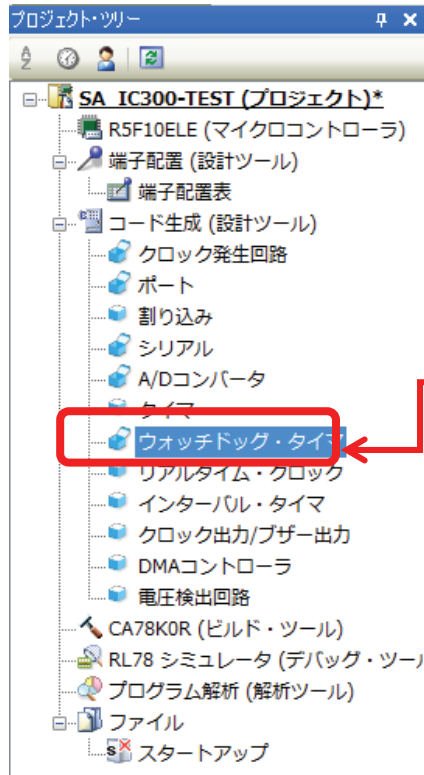 プロジェクト・ツリー
SA_IC300-TEST (プロジェクト)*
R5F10ELE (マイクロコントローラ)
端子配置 (設計ツール)
端子配置表
コード生成 (設計ツール)
クロック発生回路
ポート
割り込み
シリアル
A/Dコンバータ
タイマ
ウォッチドッグ・タイマ
リアルタイム・クロック
インターバル・タイマ
クロック出力/ブザー出力
DMAコントローラ
電圧検出回路
CA78K0R (ビルド・ツール)
RL78 シミュレータ (デバッグ・ツー
プログラム解析 (解析ツール)
ファイル
スタートアップ